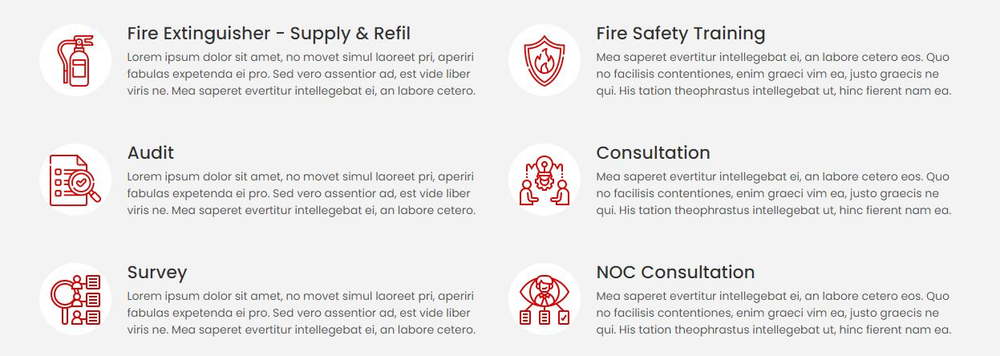 Fire Extinguisher - Supply & Refil
Lorem ipsum dolor sit amet, no movet simul laoreet pri, aperiri
fabulas expetenda ei pro. Sed vero assentior ad, est vide liber
viris ne. Mea saperet evertitur intellegebat ei, an labore cetero.
Fire Safety Training
Mea saperet evertitur intellegebat ei, an labore cetero eos. Quo
no facilisis contentiones, enim graeci vim ea, justo graecis ne
qui. His tation theophrastus intellegebat ut, hinc fierent nam ea.
Audit
Lorem ipsum dolor sit amet, no movet simul laoreet pri, aperiri
fabulas expetenda ei pro. Sed vero assentior ad, est vide liber
viris ne. Mea saperet evertitur intellegebat ei, an labore cetero.
Consultation
Mea saperet evertitur intellegebat ei, an labore cetero eos. Quo
no facilisis contentiones, enim graeci vim ea, justo graecis ne
qui. His tation theophrastus intellegebat ut, hinc fierent nam ea.
Survey
Lorem ipsum dolor sit amet, no movet simul laoreet pri, aperiri
fabulas expetenda ei pro. Sed vero assentior ad, est vide liber
viris ne. Mea saperet evertitur intellegebat ei, an labore cetero.
NOC Consultation
Mea saperet evertitur intellegebat ei, an labore cetero eos. Quo
no facilisis contentiones, enim graeci vim ea, justo graecis ne
qui. His tation theophrastus intellegebat ut, hinc fierent nam ea.